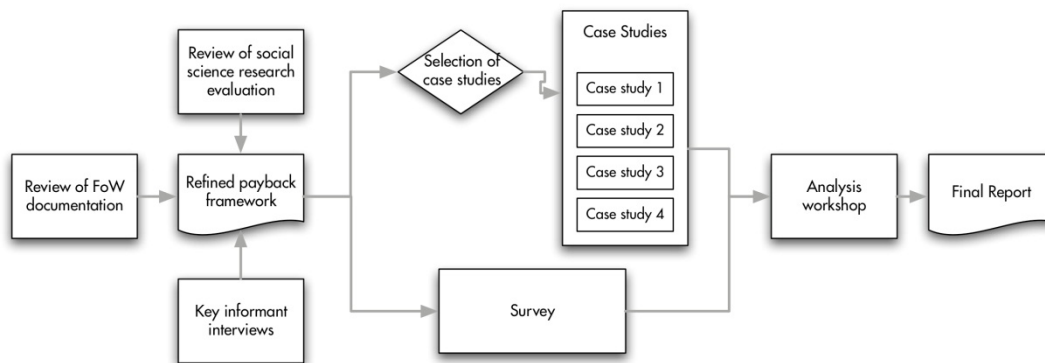 Review of social
science research
evaluation
Review of FoW
documentation
Refined payback
framework
Key informant
interviews
Selection of
case studies
Case Studies
Case study 1
Case study 2
Case study 3
Case study 4
Survey
Analysis
workshop
Final Report